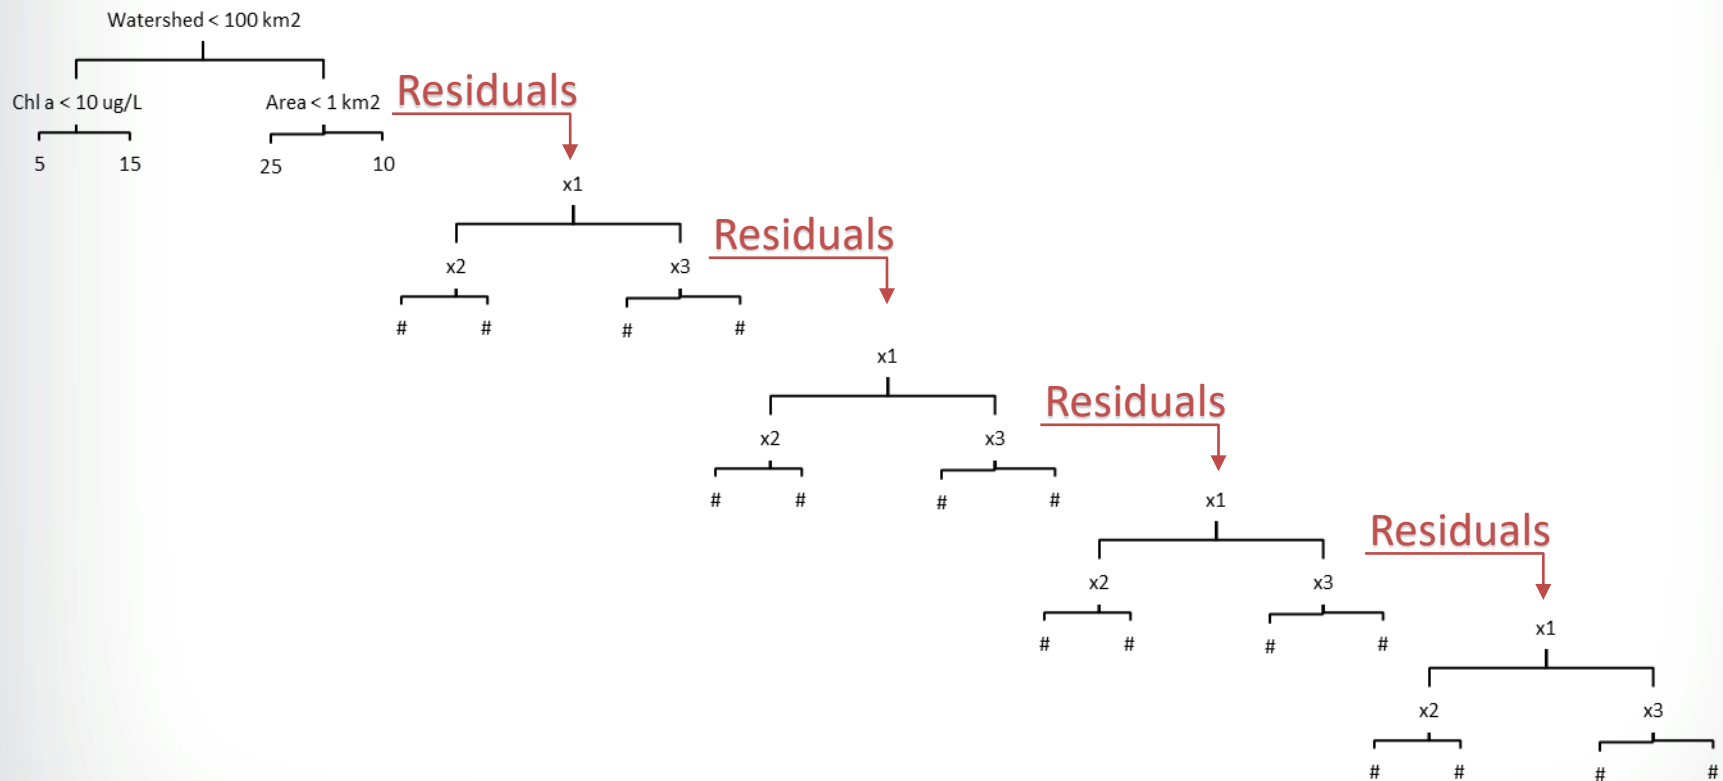 Watershed < 100 km2
Chl a < 10 ug/L
Area < 1 km2
Residuals
5
15
25
10
x1
Residuals
x2
x3
#
#
#
#
x1
Residuals
x2
x3
#
#
#
#
x1
Residuals
x2
x3
#
#
#
#
x1
x2
x3
#
#
#
#